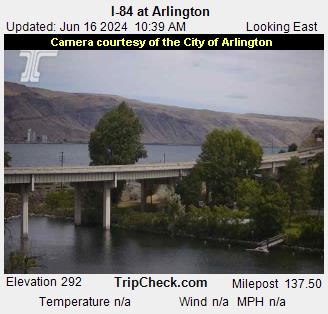 I-84 at Arlington
Updated: Jun 16 2024 10:39 AM Looking East
Camera courtesy of the City of Arlington
Elevation 292 TripCheck.com Milepost 137.50
Temperature n/a Wind n/a MPH n/a